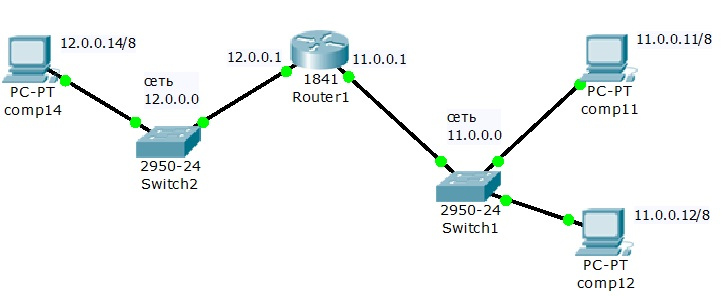 12.0.0.14/8
PC-PT
comp14
сеть
12.0.0.0
2950-24
Switch2
12.0.0.1
11.0.0.1
1841
Router1
сеть
11.0.0.0
2950-24
Switch1
11.0.0.11/8
PC-PT
comp11
11.0.0.12/8
PC-PT
comp12